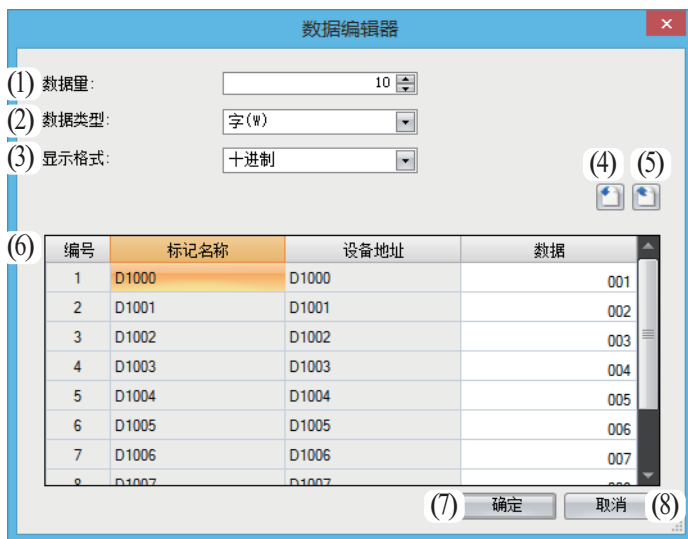 数据编辑器
(1) 数据量: 10
(2) 数据类型: 字(W)
(3) 显示格式: 十进制
(4) (5)
(6) 编号 标记名称 设备地址 数据
1 D1000 D1000 001
2 D1001 D1001 002
3 D1002 D1002 003
4 D1003 D1003 004
5 D1004 D1004 005
6 D1005 D1005 006
7 D1006 D1006 007
8 D1007 D1007
(7) 确定 取消 (8)